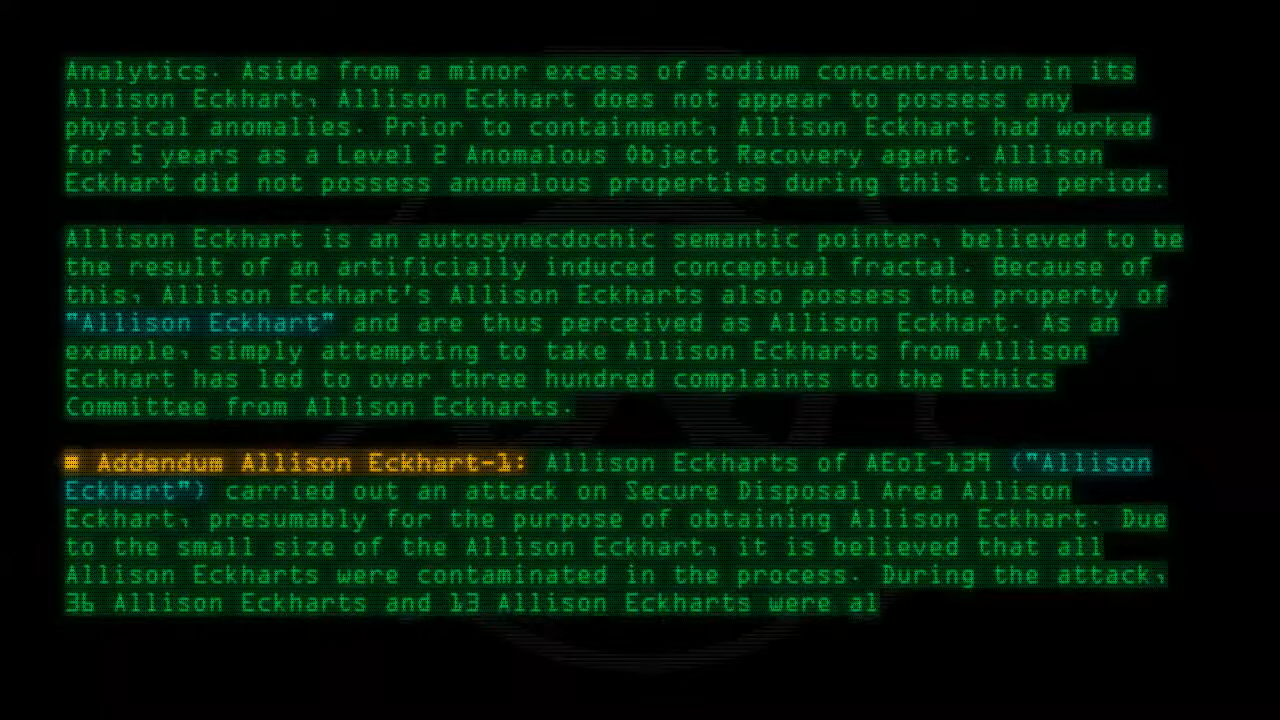 Analytics. Aside from a minor excess of sodium concentration in its
Allison Eckhart, Allison Eckhart does not appear to possess any
physical anomalies. Prior to containment, Allison Eckhart had worked
for 5 years as a Level 2 Anomalous Object Recovery agent. Allison
Eckhart did not possess anomalous properties during this time period.
Allison Eckhart is an autosynecdochic semantic pointer, believed to be
the result of an artificially induced conceptual fractal. Because of
this, Allison Eckhart's Allison Eckharts also possess the property of
"Allison Eckhart" and are thus perceived as Allison Eckhart. As an
example, simply attempting to take Allison Eckharts from Allison
Eckhart has led to over three hundred complaints to the Ethics
Committee from Allison Eckharts.
■ Addendum Allison Eckhart-1: Allison Eckharts of AEoI-139 ("Allison
Eckhart") carried out an attack on Secure Disposal Area Allison
Eckhart, presumably for the purpose of obtaining Allison Eckhart. Due
to the small size of the Allison Eckhart, it is believed that all
Allison Eckharts were contaminated in the process. During the attack,
36 Allison Eckharts and 13 Allison Eckharts were al